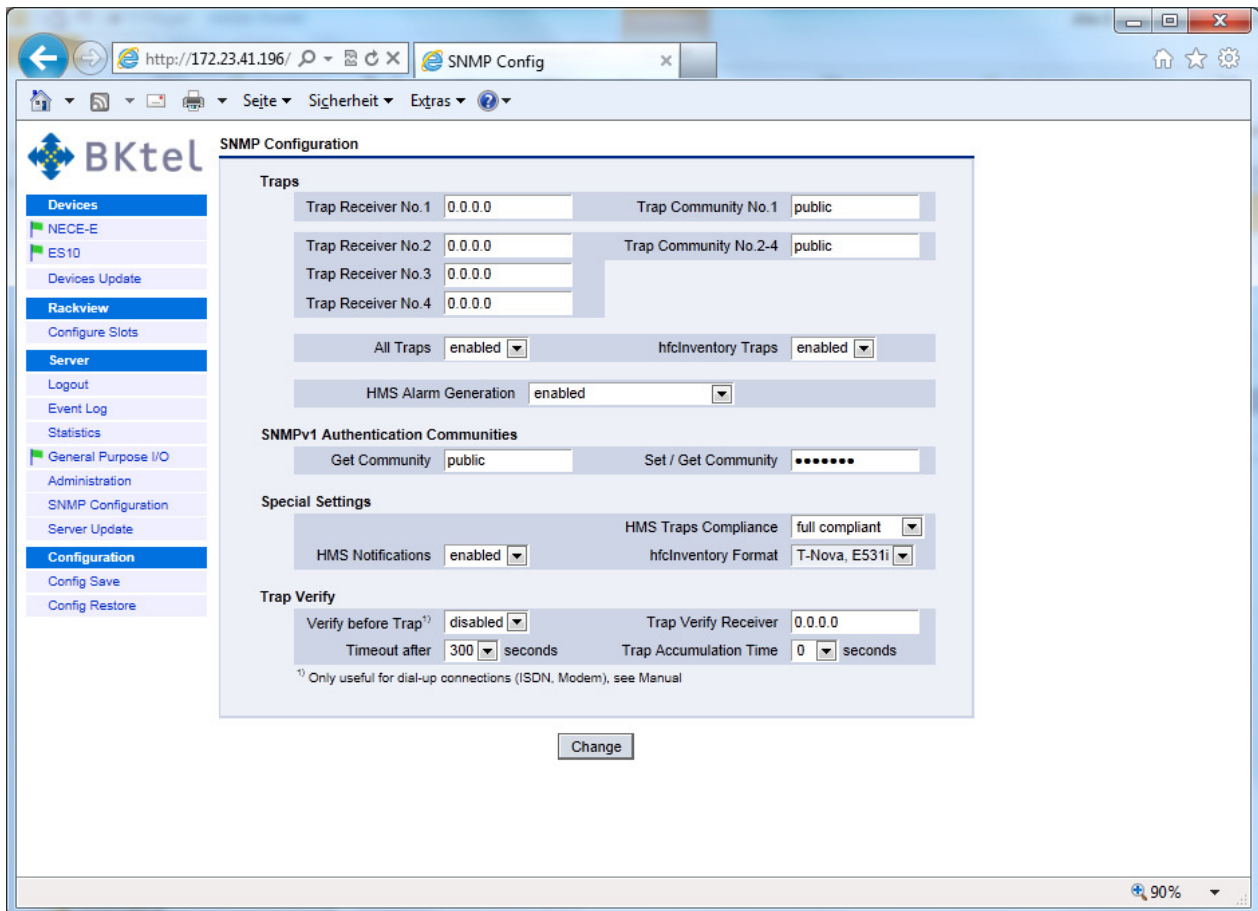 http://172.23.41.196/ SNMP Config
Seite Sicherheit Extras
BKtel
Devices
NECE-E
ES10
Devices Update
Rackview
Configure Slots
Server
Logout
Event Log
Statistics
General Purpose I/O
Administration
SNMP Configuration
Server Update
Configuration
Config Save
Config Restore
SNMP Configuration
Traps
Trap Receiver No.1 0.0.0.0 Trap Community No.1 public
Trap Receiver No.2 0.0.0.0 Trap Community No.2-4 public
Trap Receiver No.3 0.0.0.0
Trap Receiver No.4 0.0.0.0
All Traps enabled hfcInventory Traps enabled
HMS Alarm Generation enabled
SNMPv1 Authentication Communities
Get Community public Set / Get Community •••••••
Special Settings
HMS Traps Compliance full compliant
HMS Notifications enabled hfcInventory Format T-Nova, E531i
Trap Verify
Verify before Trap1) disabled Trap Verify Receiver 0.0.0.0
Timeout after 300 seconds Trap Accumulation Time 0 seconds
1) Only useful for dial-up connections (ISDN, Modem), see Manual
Change
90%